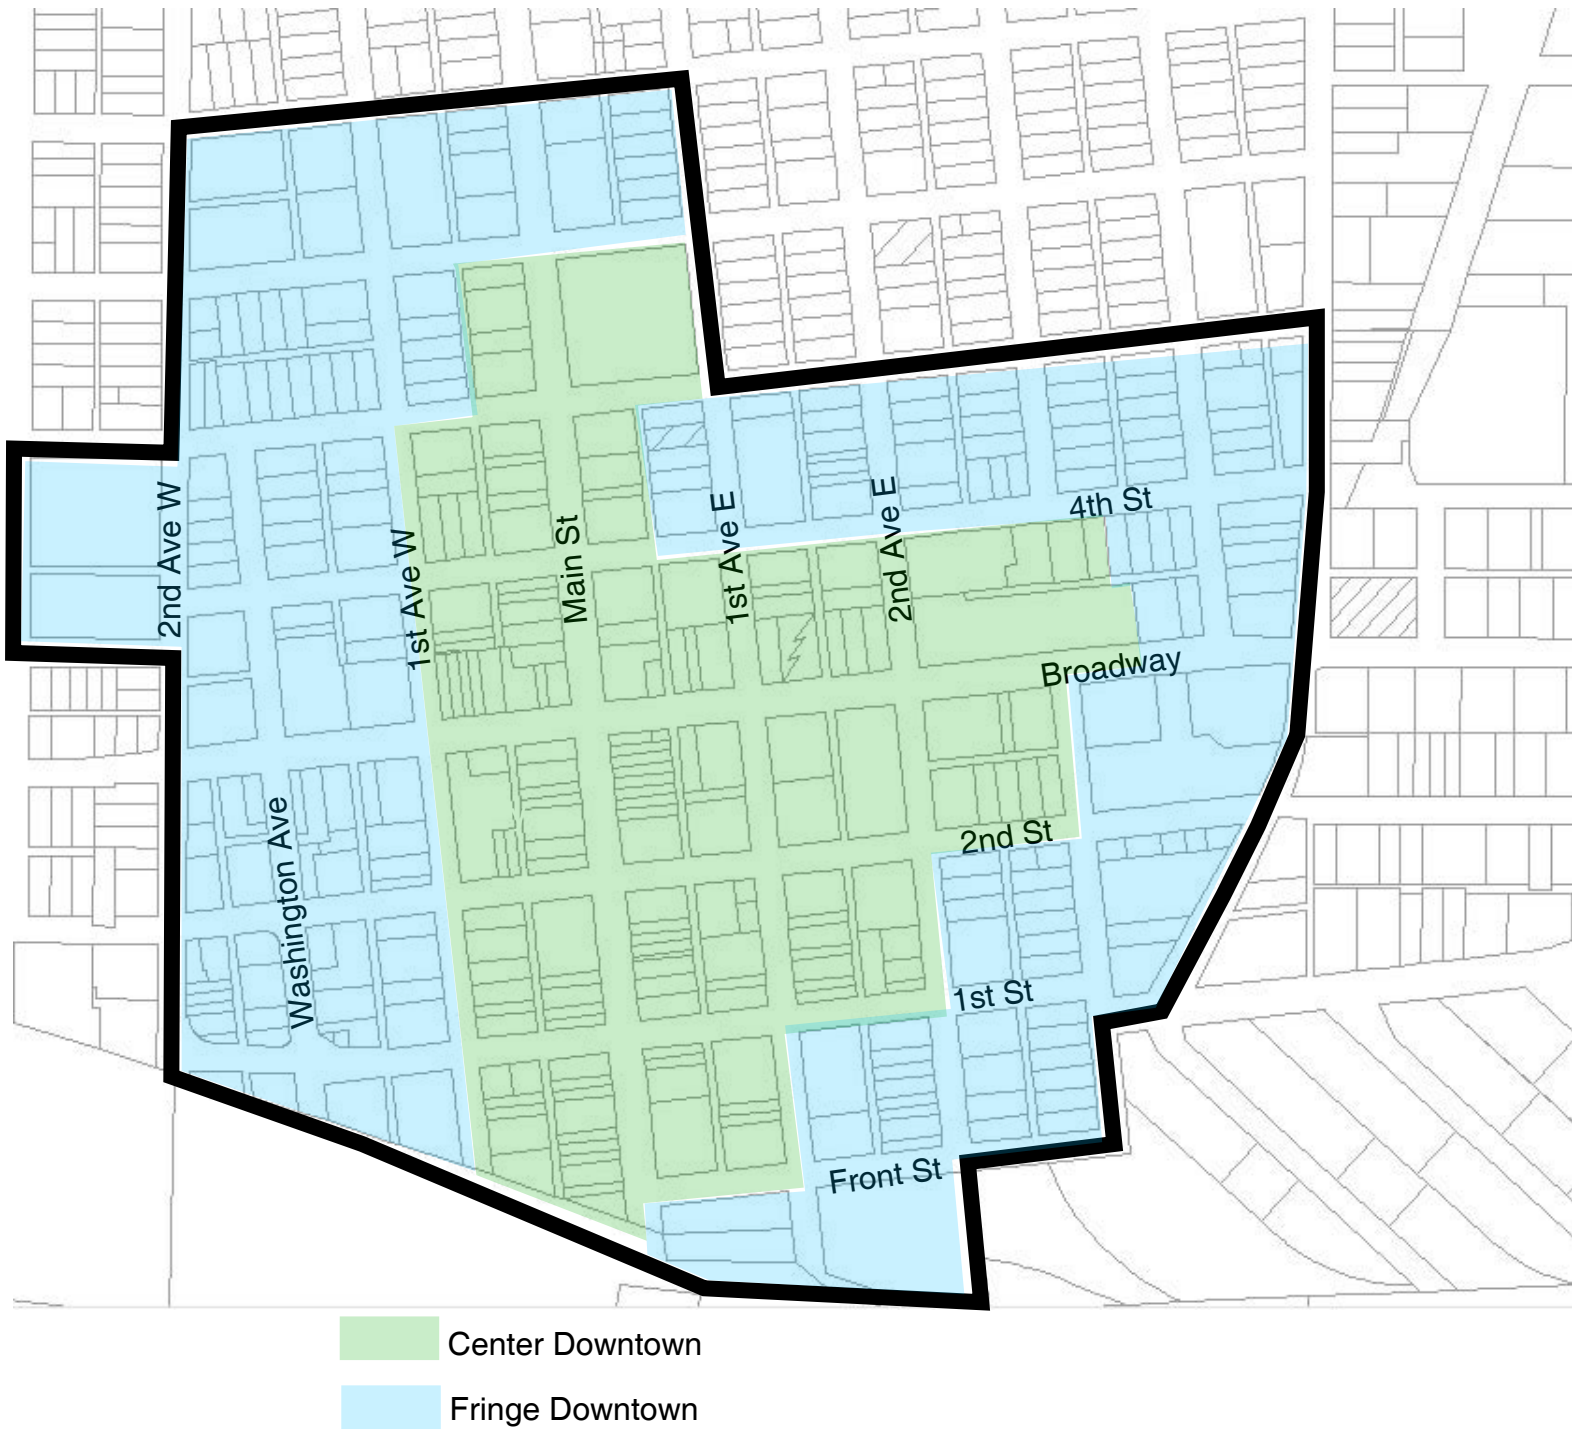 4th St
2nd Ave W
1st Ave W
Main St
1st Ave E
2nd Ave E
Broadway
2nd St
Washington Ave
1st St
Front St
Center Downtown
Fringe Downtown